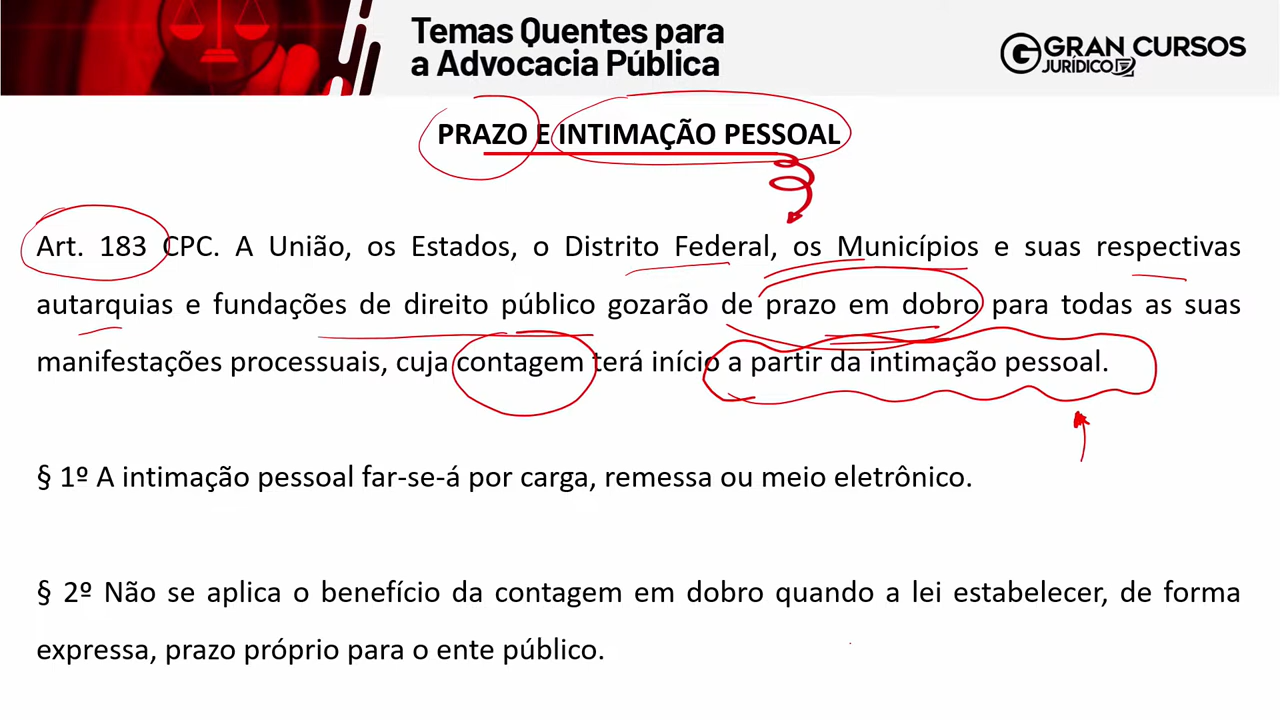 Temas Quentes para
a Advocacia Pública
GRAN CURSOS
JURÍDICO
PRAZO E INTIMAÇÃO PESSOAL
Art. 183 CPC. A União, os Estados, o Distrito Federal, os Municípios e suas respectivas
autarquias e fundações de direito público gozarão de prazo em dobro para todas as suas
manifestações processuais, cuja contagem terá início a partir da intimação pessoal.
§ 1º A intimação pessoal far-se-á por carga, remessa ou meio eletrônico.
§ 2º Não se aplica o benefício da contagem em dobro quando a lei estabelecer, de forma
expressa, prazo próprio para o ente público.